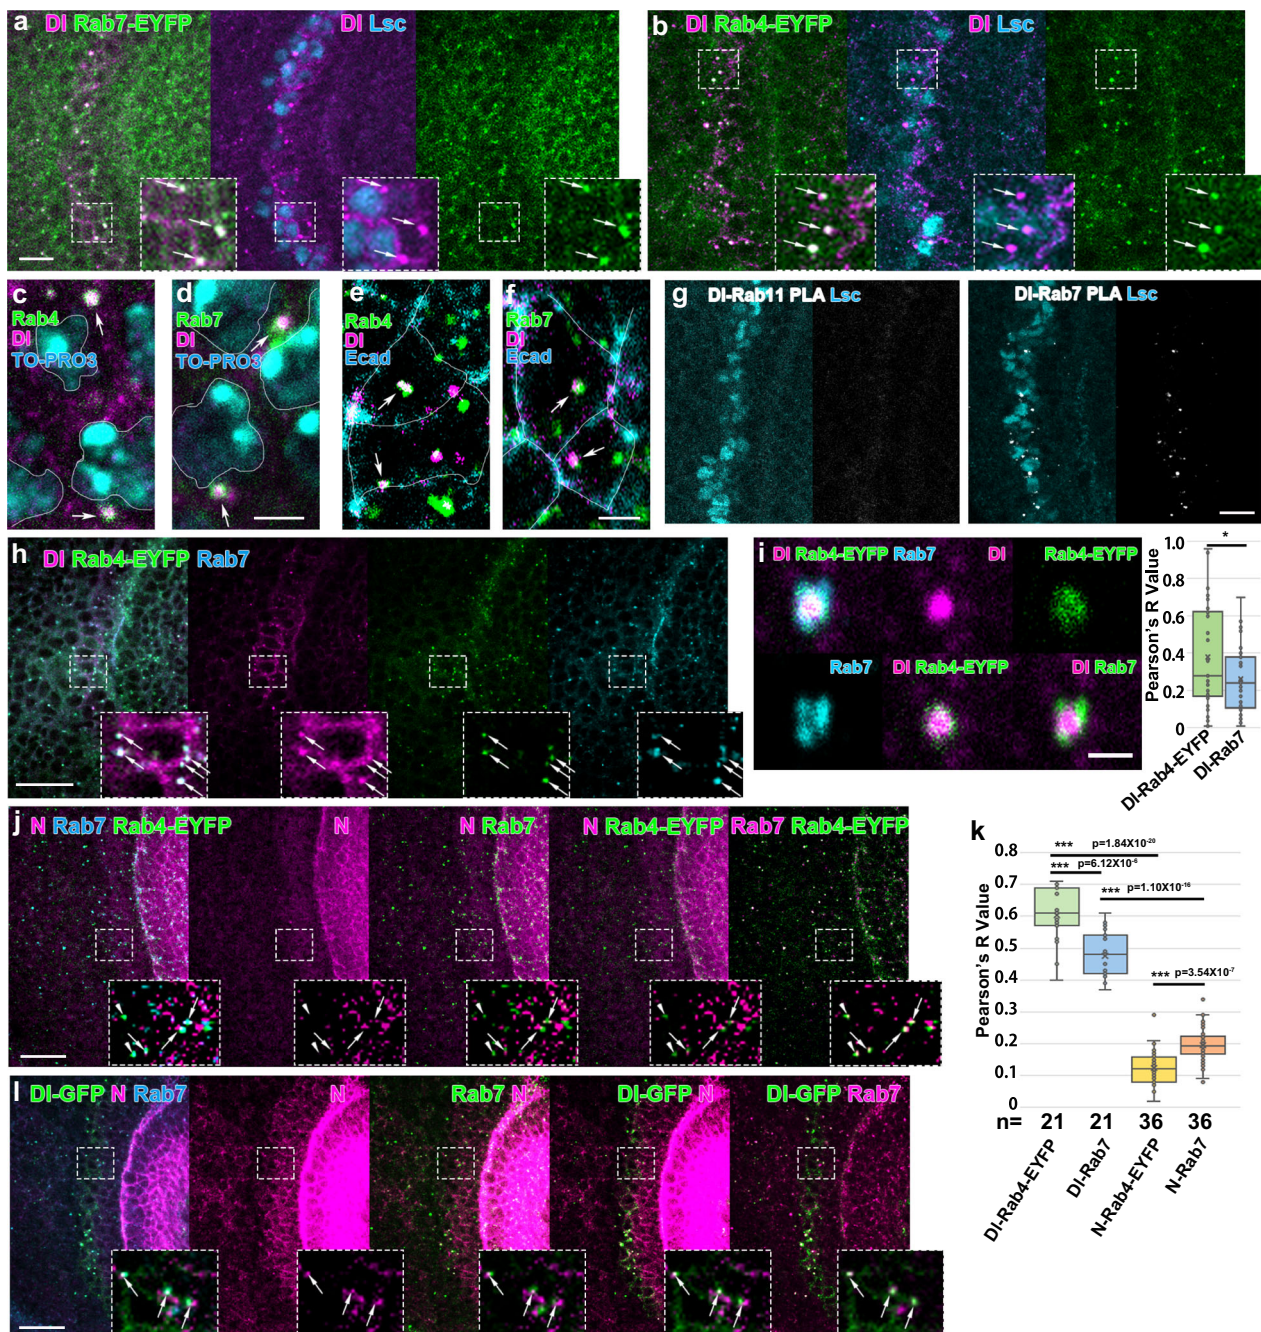 a
Dl Rab7-EYFP
Dl Lsc
b
Dl Rab4-EYFP
Dl Lsc
c
Rab4
Dl
TO-PRO3
d
Rab7
Dl
TO-PRO3
e
Rab4
Dl
Ecad
f
Rab7
Dl
Ecad
g
Dl-Rab11 PLA Lsc
Dl-Rab7 PLA Lsc
h
Dl Rab4-EYFP Rab7
i
Dl Rab4-EYFP Rab7
Dl
Rab4-EYFP
Rab7
Dl Rab4-EYFP
Dl Rab7
Pearson's R Value
1.0
0.8
0.6
0.4
0.2
0
*
Dl-Rab4-EYFP
Dl-Rab7
j
N Rab7 Rab4-EYFP
N
N Rab7
N Rab4-EYFP
Rab7 Rab4-EYFP
k
Pearson's R Value
0.8
0.7
0.6
0.5
0.4
0.3
0.2
0.1
0
*** p=1.84X10⁻²⁰
*** p=6.12X10⁻⁶
*** p=1.10X10⁻¹⁶
*** p=3.54X10⁻⁷
n= 21 21 36 36
Dl-Rab4-EYFP
Dl-Rab7
N-Rab4-EYFP
N-Rab7
l
Dl-GFP N Rab7
N
Rab7 N
Dl-GFP N
Dl-GFP Rab7